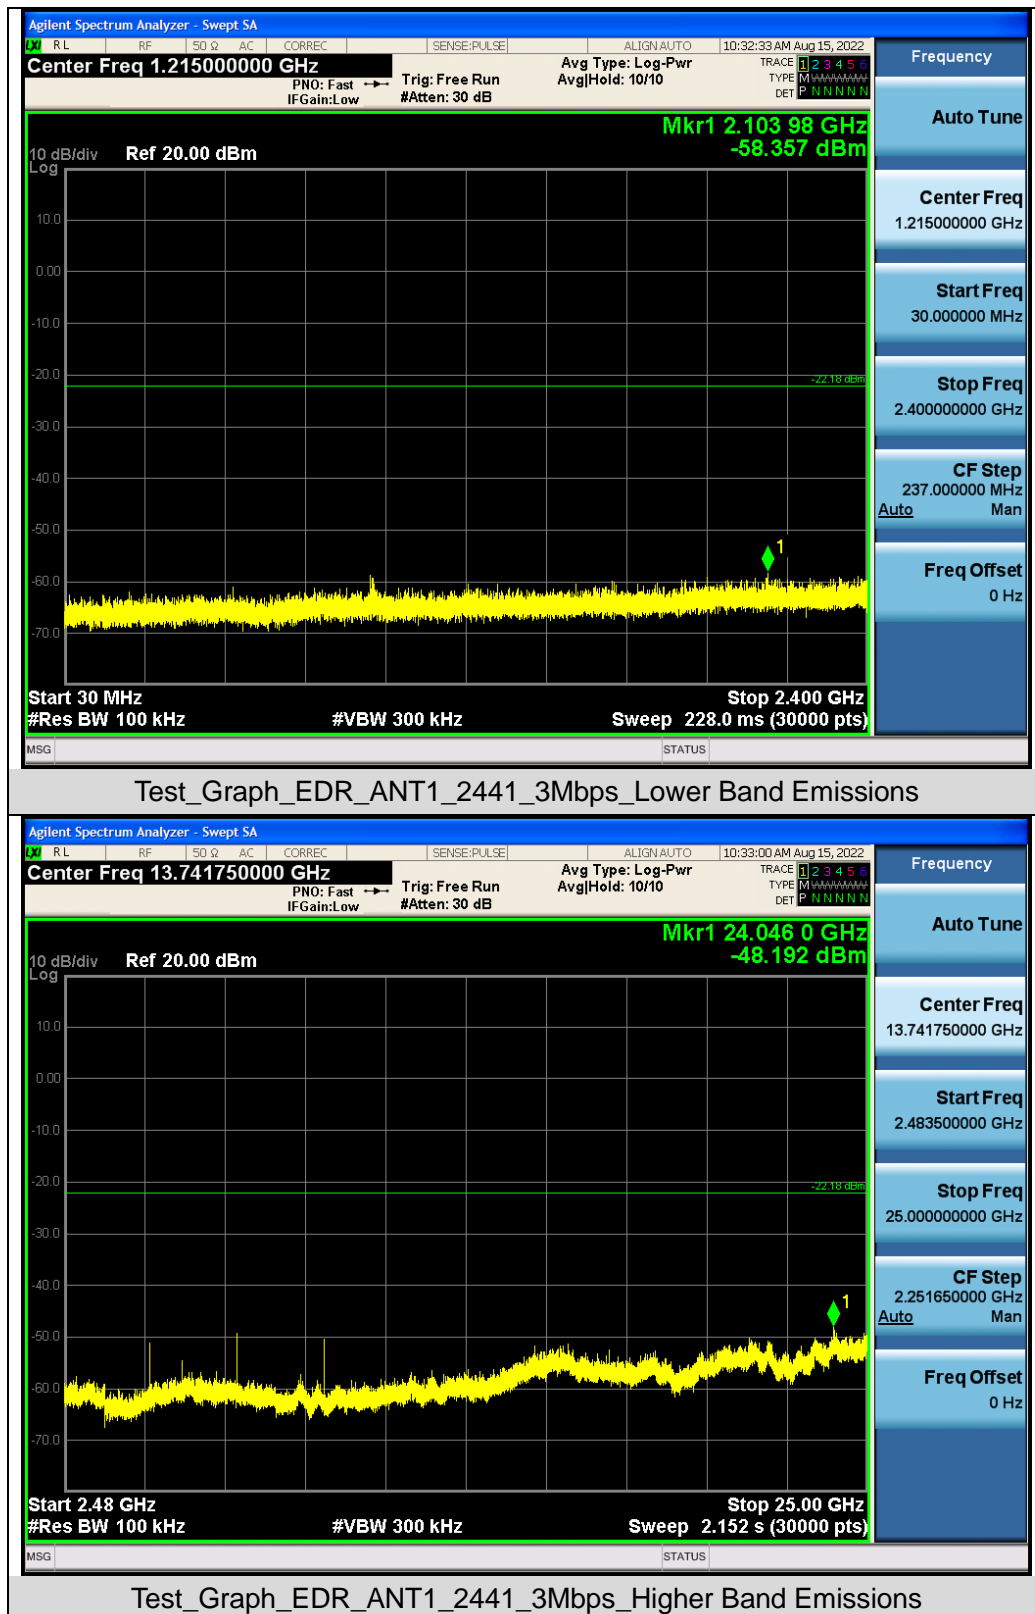 Agilent Spectrum Analyzer - Swept SA
LXI RL RF 50 Ω AC CORREC SENSE:PULSE ALIGN AUTO 10:32:33 AM Aug 15, 2022
Center Freq 1.215000000 GHz
PNO: Fast
IFGain:Low
Trig: Free Run
#Atten: 30 dB
Avg Type: Log-Pwr
Avg|Hold: 10/10
TRACE 1 2 3 4 5 6
TYPE M WWWWW
DET P N N N N N
Mkr1 2.103 98 GHz
-58.357 dBm
10 dB/div Ref 20.00 dBm
Log
10.0
0.00
-10.0
-20.0
-22.18 dBm
-30.0
-40.0
-50.0
1
-60.0
-70.0
Start 30 MHz Stop 2.400 GHz
#Res BW 100 kHz #VBW 300 kHz Sweep 228.0 ms (30000 pts)
MSG STATUS
Frequency
Auto Tune
Center Freq
1.215000000 GHz
Start Freq
30.000000 MHz
Stop Freq
2.400000000 GHz
CF Step
237.000000 MHz
Auto Man
Freq Offset
0 Hz
Test_Graph_EDR_ANT1_2441_3Mbps_Lower Band Emissions
Agilent Spectrum Analyzer - Swept SA
LXI RL RF 50 Ω AC CORREC SENSE:PULSE ALIGN AUTO 10:33:00 AM Aug 15, 2022
Center Freq 13.741750000 GHz
PNO: Fast
IFGain:Low
Trig: Free Run
#Atten: 30 dB
Avg Type: Log-Pwr
Avg|Hold: 10/10
TRACE 1 2 3 4 5 6
TYPE M WWWWW
DET P N N N N N
Mkr1 24.046 0 GHz
-48.192 dBm
10 dB/div Ref 20.00 dBm
Log
10.0
0.00
-10.0
-20.0
-22.18 dBm
-30.0
-40.0
1
-50.0
-60.0
-70.0
Start 2.48 GHz Stop 25.00 GHz
#Res BW 100 kHz #VBW 300 kHz Sweep 2.152 s (30000 pts)
MSG STATUS
Frequency
Auto Tune
Center Freq
13.741750000 GHz
Start Freq
2.483500000 GHz
Stop Freq
25.000000000 GHz
CF Step
2.251650000 GHz
Auto Man
Freq Offset
0 Hz
Test_Graph_EDR_ANT1_2441_3Mbps_Higher Band Emissions